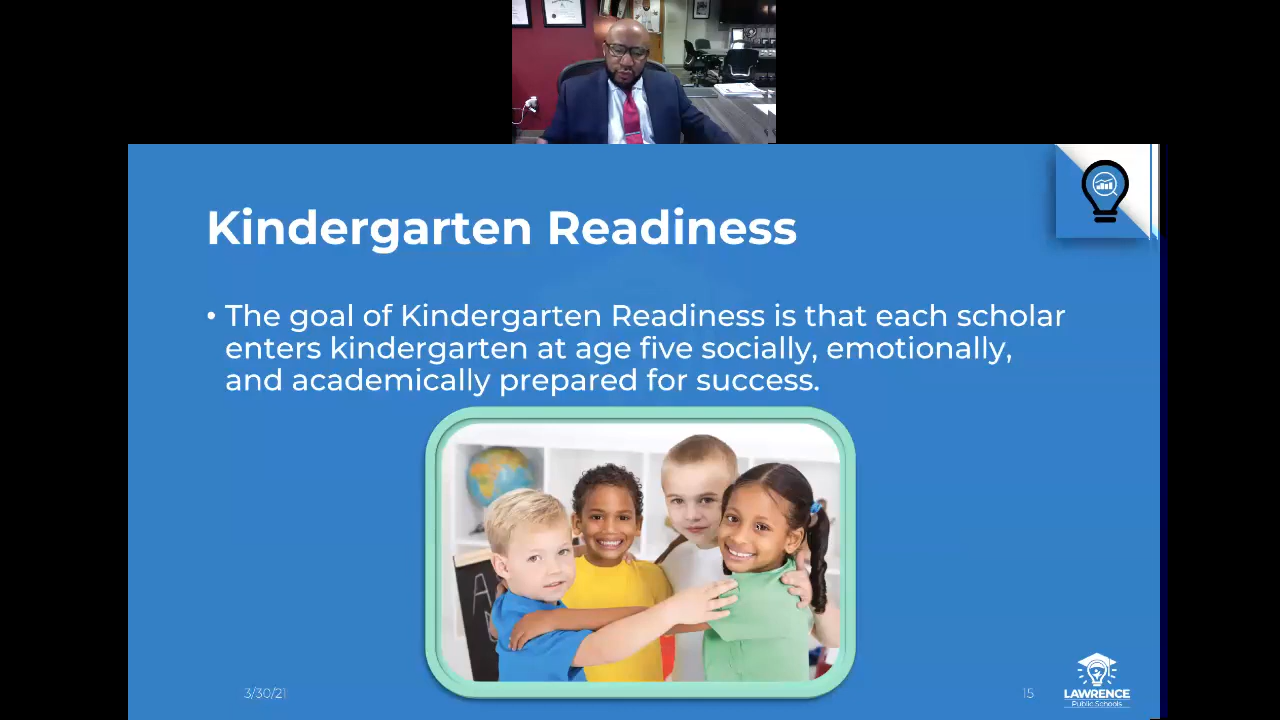 Kindergarten Readiness
• The goal of Kindergarten Readiness is that each scholar
enters kindergarten at age five socially, emotionally,
and academically prepared for success.
A
3/30/21
15
LAWRENCE
Public Schools